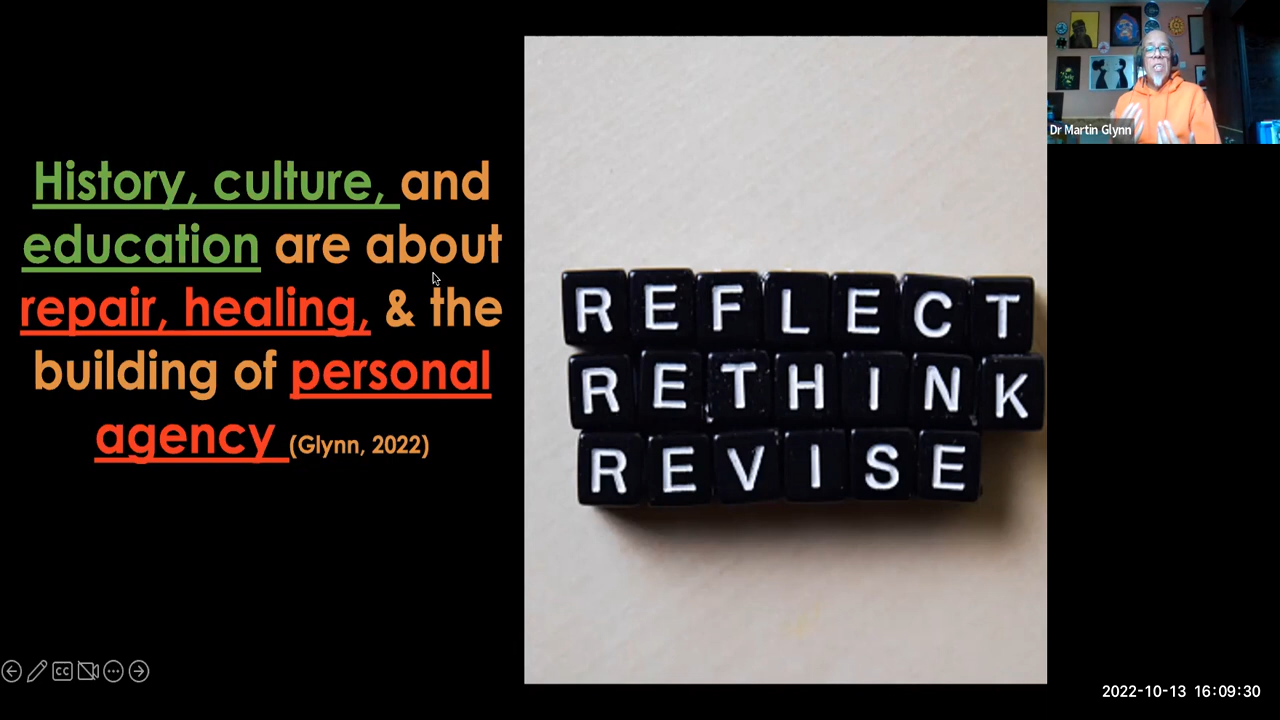 History, culture, and
education are about
repair, healing, & the
building of personal
agency (Glynn, 2022)
REFLECT
RETHINK
REVISE
Dr Martin Glynn
CC
2022-10-13 16:09:30